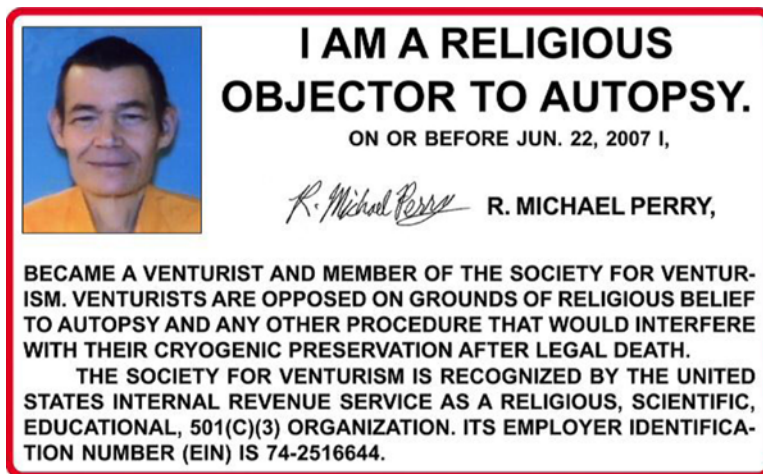 I AM A RELIGIOUS
OBJECTOR TO AUTOPSY.
ON OR BEFORE JUN. 22, 2007 I,
R. Michael Perry R. MICHAEL PERRY,
BECAME A VENTURIST AND MEMBER OF THE SOCIETY FOR VENTUR-
ISM. VENTURISTS ARE OPPOSED ON GROUNDS OF RELIGIOUS BELIEF
TO AUTOPSY AND ANY OTHER PROCEDURE THAT WOULD INTERFERE
WITH THEIR CRYOGENIC PRESERVATION AFTER LEGAL DEATH.
THE SOCIETY FOR VENTURISM IS RECOGNIZED BY THE UNITED
STATES INTERNAL REVENUE SERVICE AS A RELIGIOUS, SCIENTIFIC,
EDUCATIONAL, 501(C)(3) ORGANIZATION. ITS EMPLOYER IDENTIFICA-
TION NUMBER (EIN) IS 74-2516644.